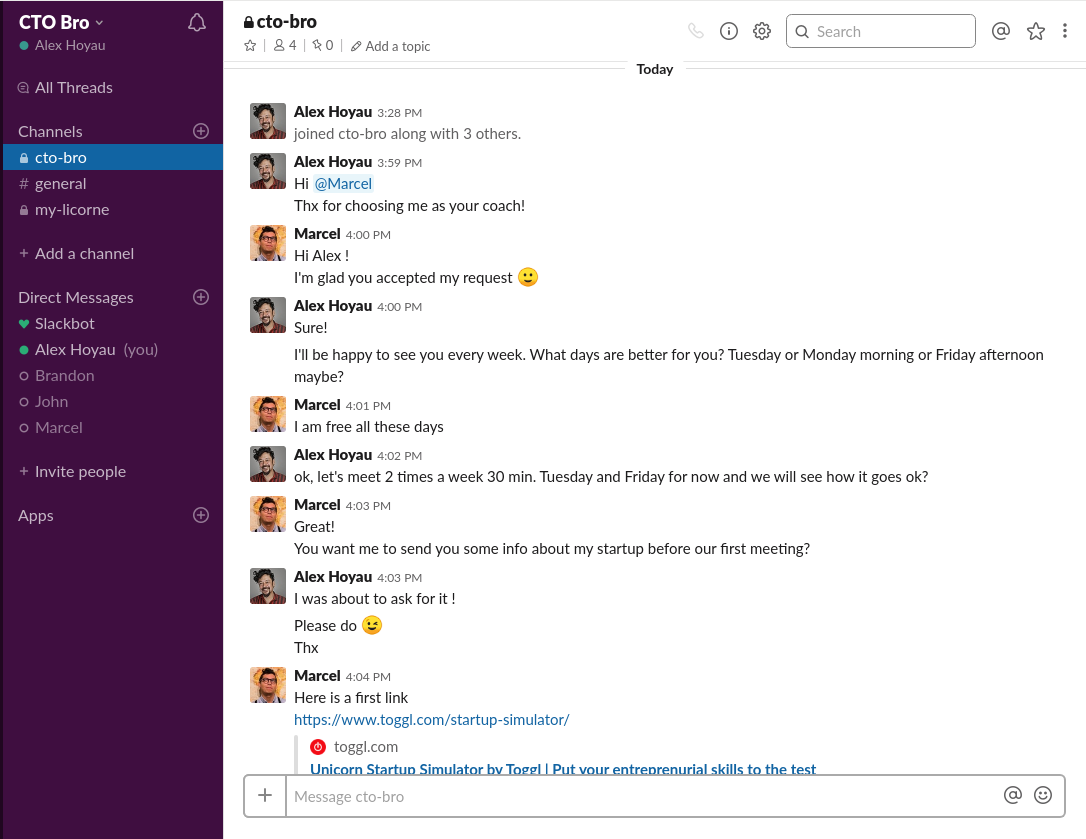 CTO Bro
Alex Hoyau
All Threads
Channels
cto-bro
# general
my-licorne
+ Add a channel
Direct Messages
Slackbot
Alex Hoyau (you)
Brandon
John
Marcel
+ Invite people
Apps
cto-bro
4
0
Add a topic
Search
Today
Alex Hoyau 3:28 PM
joined cto-bro along with 3 others.
Alex Hoyau 3:59 PM
Hi @Marcel
Thx for choosing me as your coach!
Marcel 4:00 PM
Hi Alex !
I'm glad you accepted my request 🙂
Alex Hoyau 4:00 PM
Sure!
I'll be happy to see you every week. What days are better for you? Tuesday or Monday morning or Friday afternoon
maybe?
Marcel 4:01 PM
I am free all these days
Alex Hoyau 4:02 PM
ok, let's meet 2 times a week 30 min. Tuesday and Friday for now and we will see how it goes ok?
Marcel 4:03 PM
Great!
You want me to send you some info about my startup before our first meeting?
Alex Hoyau 4:03 PM
I was about to ask for it !
Please do 😉
Thx
Marcel 4:04 PM
Here is a first link
https://www.toggl.com/startup-simulator/
toggl.com
Unicorn Startup Simulator by Toggl | Put your entreprenurial skills to the test
Message cto-bro